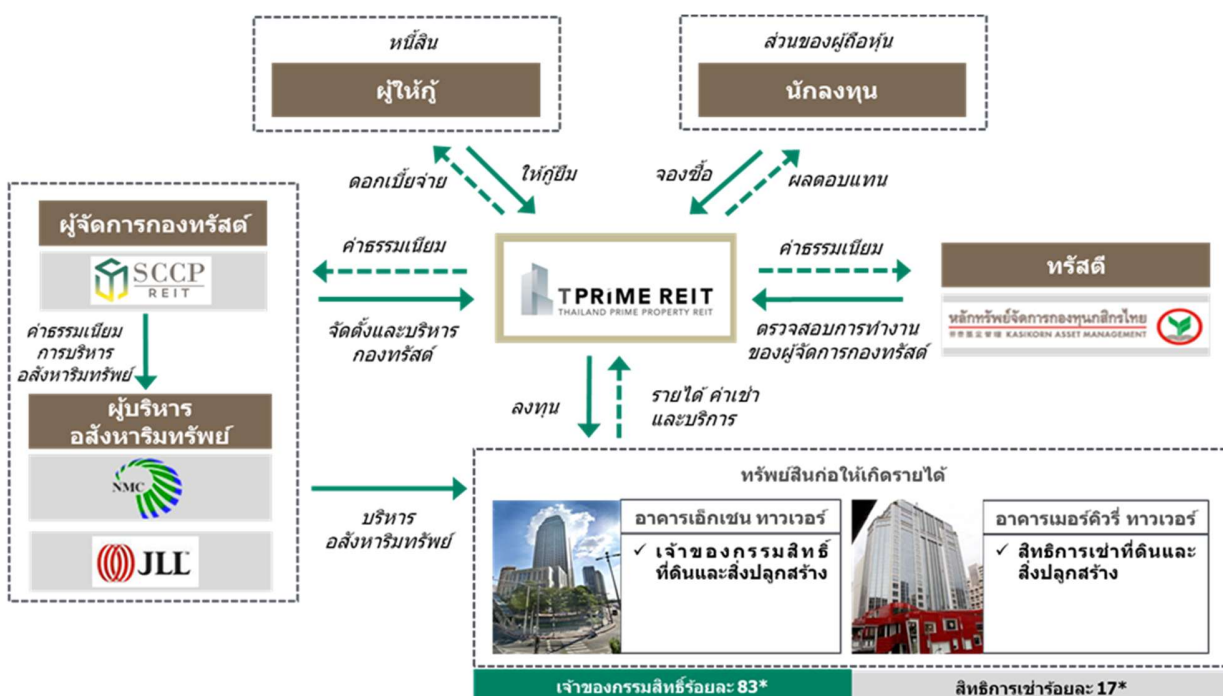 หนี้สิน
ผู้ให้กู้
ส่วนของผู้ถือหุ้น
นักลงทุน
ดอกเบี้ยจ่าย
ให้กู้ยืม
จองซื้อ
ผลตอบแทน
ผู้จัดการกองทรัสต์
SCCP
REIT
ค่าธรรมเนียม
การบริหาร
อสังหาริมทรัพย์
ผู้บริหาร
อสังหาริมทรัพย์
NMC
JLL
ค่าธรรมเนียม
จัดตั้งและบริหาร
กองทรัสต์
TPRiME REIT
THAILAND PRIME PROPERTY REIT
ค่าธรรมเนียม
ตรวจสอบการทำงาน
ของผู้จัดการกองทรัสต์
ทรัสตี
หลักทรัพย์จัดการกองทุนกสิกรไทย
KASIKORN ASSET MANAGEMENT
ลงทุน
รายได้ ค่าเช่า
และบริการ
บริหาร
อสังหาริมทรัพย์
ทรัพย์สินก่อให้เกิดรายได้
อาคารเอ็กเชน ทาวเวอร์
✓ เจ้าของกรรมสิทธิ์
ที่ดินและสิ่งปลูกสร้าง
อาคารเมอร์คิวรี่ ทาวเวอร์
✓ สิทธิการเช่าที่ดินและ
สิ่งปลูกสร้าง
เจ้าของกรรมสิทธิ์ร้อยละ 83*
สิทธิการเช่าร้อยละ 17*